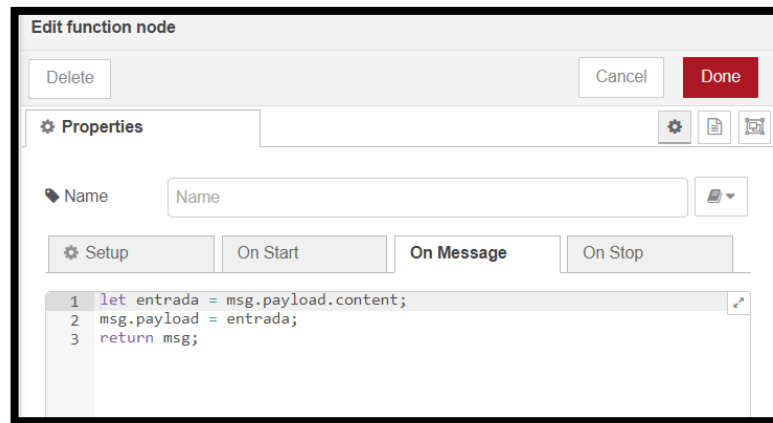 Edit function node
Delete
Cancel
Done
Properties
Name
Name
Setup
On Start
On Message
On Stop
1 let entrada = msg.payload.content;
2 msg.payload = entrada;
3 return msg;